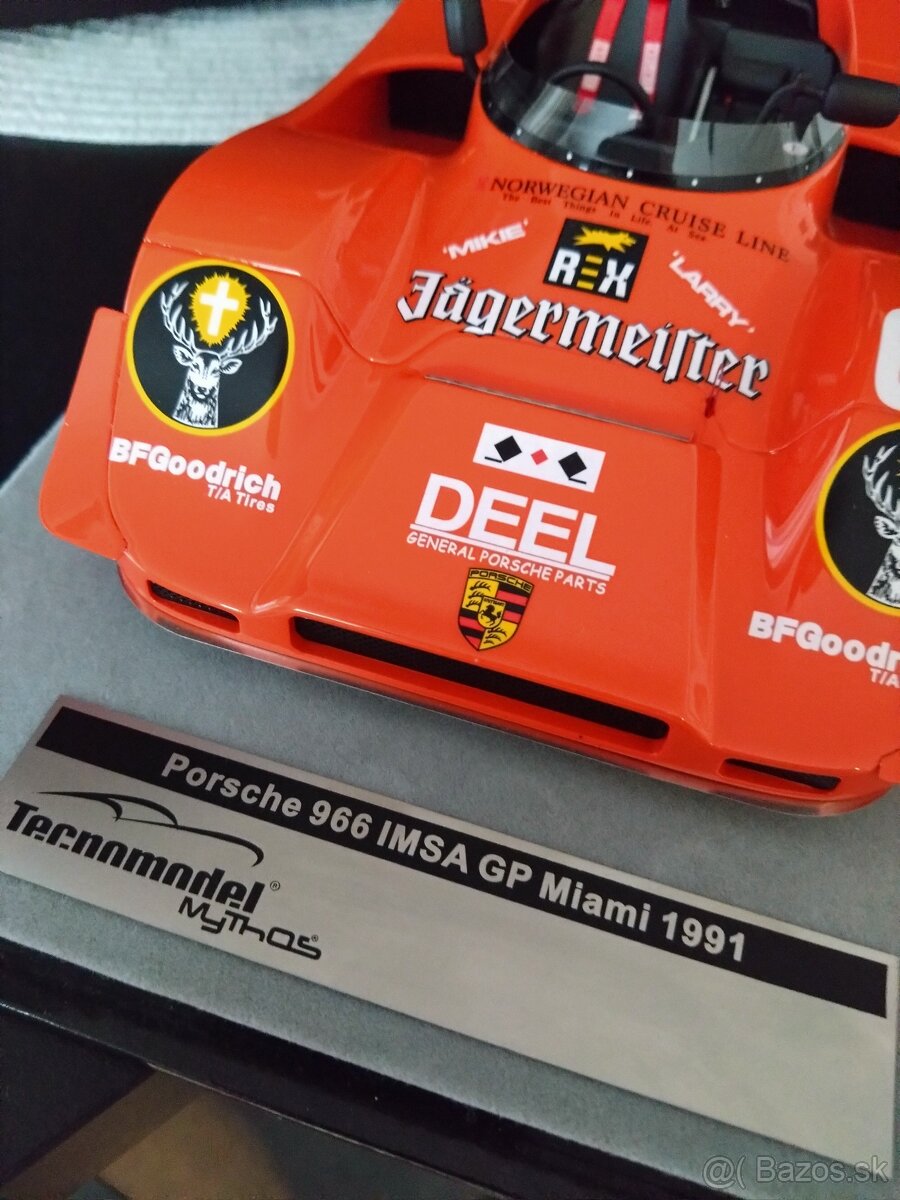 NORWEGIAN CRUISE LINE
The Best Things In Life At Sea
'MIKIE'
REX
'LARRY'
Jägermeiſter
BFGoodrich
T/A Tires
DEEL
GENERAL PORSCHE PARTS
PORSCHE
BFGoodr
T/A
Porsche 966 IMSA GP Miami 1991
Tecnomodel®
MyThos®
@( Bazos.sk